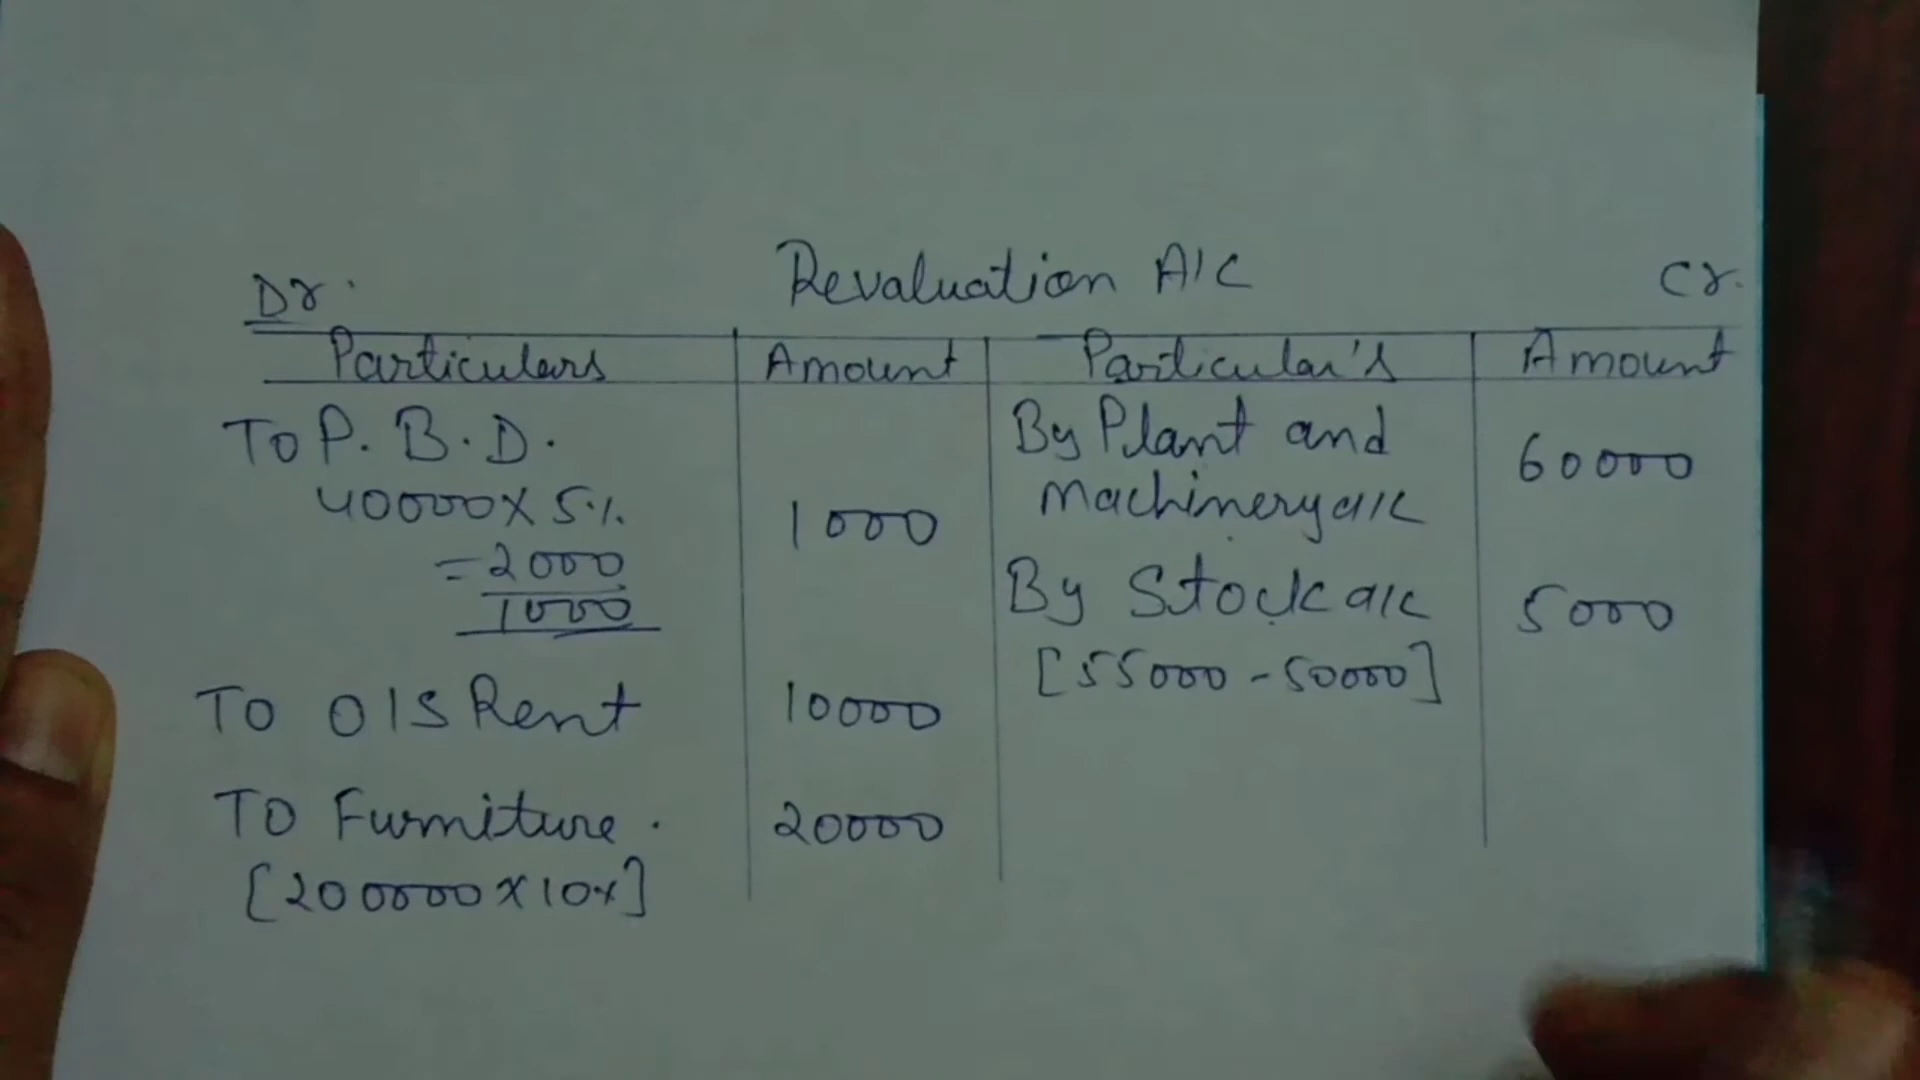 Dr. Revaluation A/C Cr.
Particulars Amount Particular's Amount
To P. B. D.
40000 X 5%
= 2000
1000 1000
To O/S Rent 10000
To Furniture. 20000
[200000 X 10%]
By Plant and
Machinery a/c 60000
By Stock a/c 5000
[55000 - 50000]